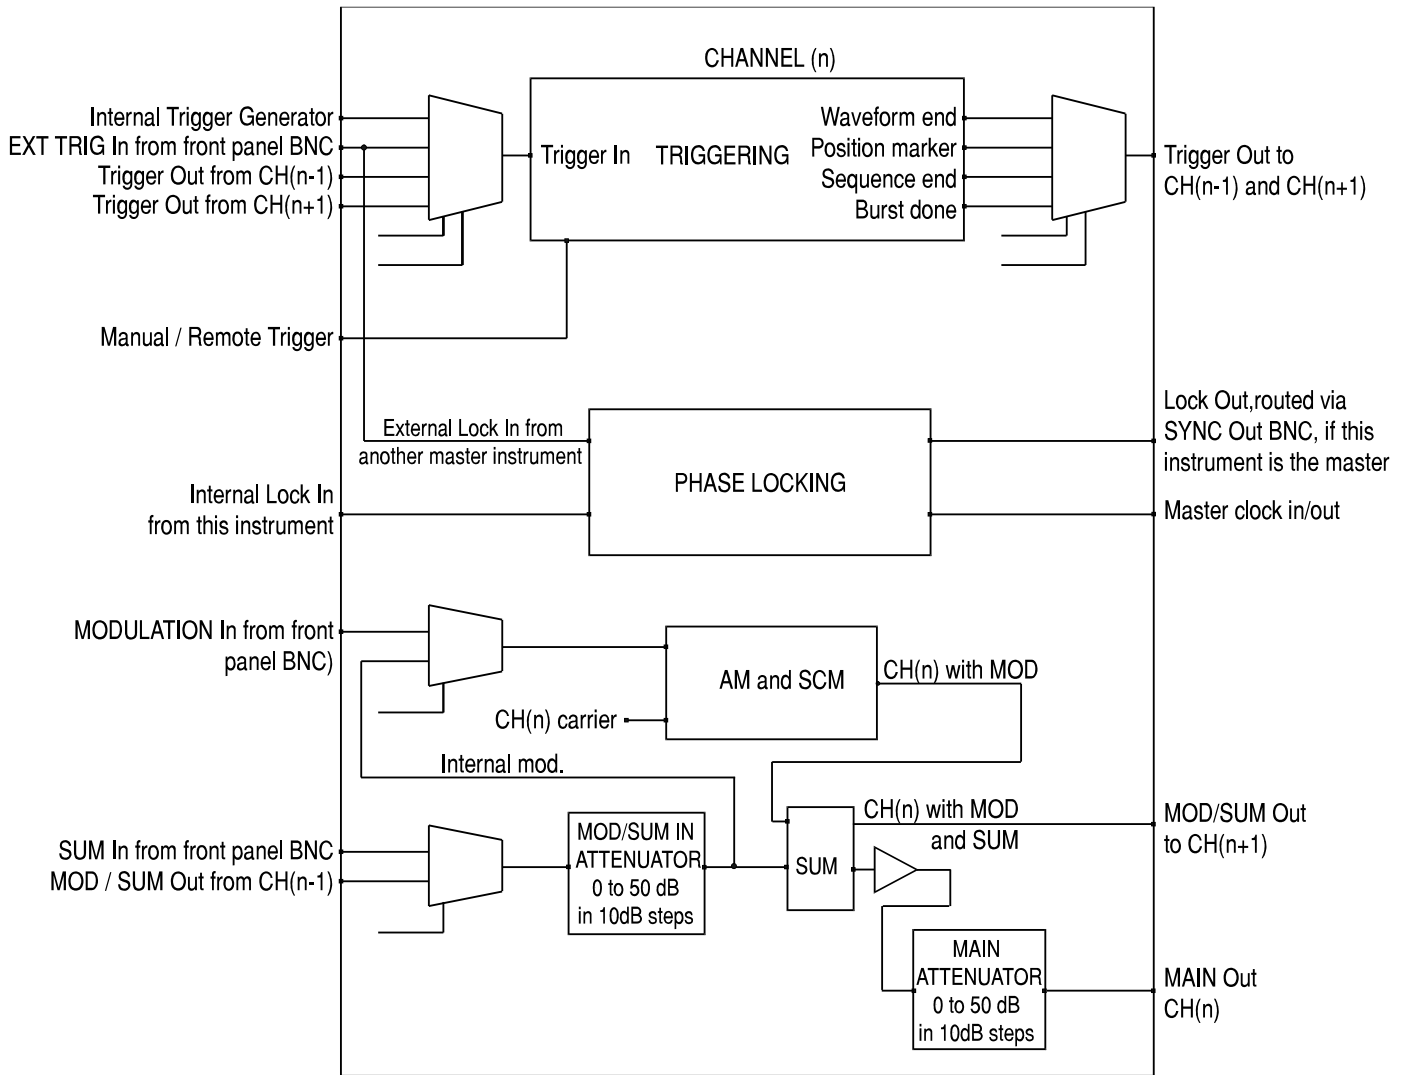 CHANNEL (n)
Internal Trigger Generator
EXT TRIG In from front panel BNC
Trigger Out from CH(n-1)
Trigger Out from CH(n+1)
Trigger In
TRIGGERING
Waveform end
Position marker
Sequence end
Burst done
Trigger Out to
CH(n-1) and CH(n+1)
Manual / Remote Trigger
External Lock In from
another master instrument
Internal Lock In
from this instrument
PHASE LOCKING
Lock Out,routed via
SYNC Out BNC, if this
instrument is the master
Master clock in/out
MODULATION In from front
panel BNC)
AM and SCM
CH(n) with MOD
CH(n) carrier
Internal mod.
SUM In from front panel BNC
MOD / SUM Out from CH(n-1)
MOD/SUM IN
ATTENUATOR
0 to 50 dB
in 10dB steps
SUM
CH(n) with MOD
and SUM
MOD/SUM Out
to CH(n+1)
MAIN
ATTENUATOR
0 to 50 dB
in 10dB steps
MAIN Out
CH(n)